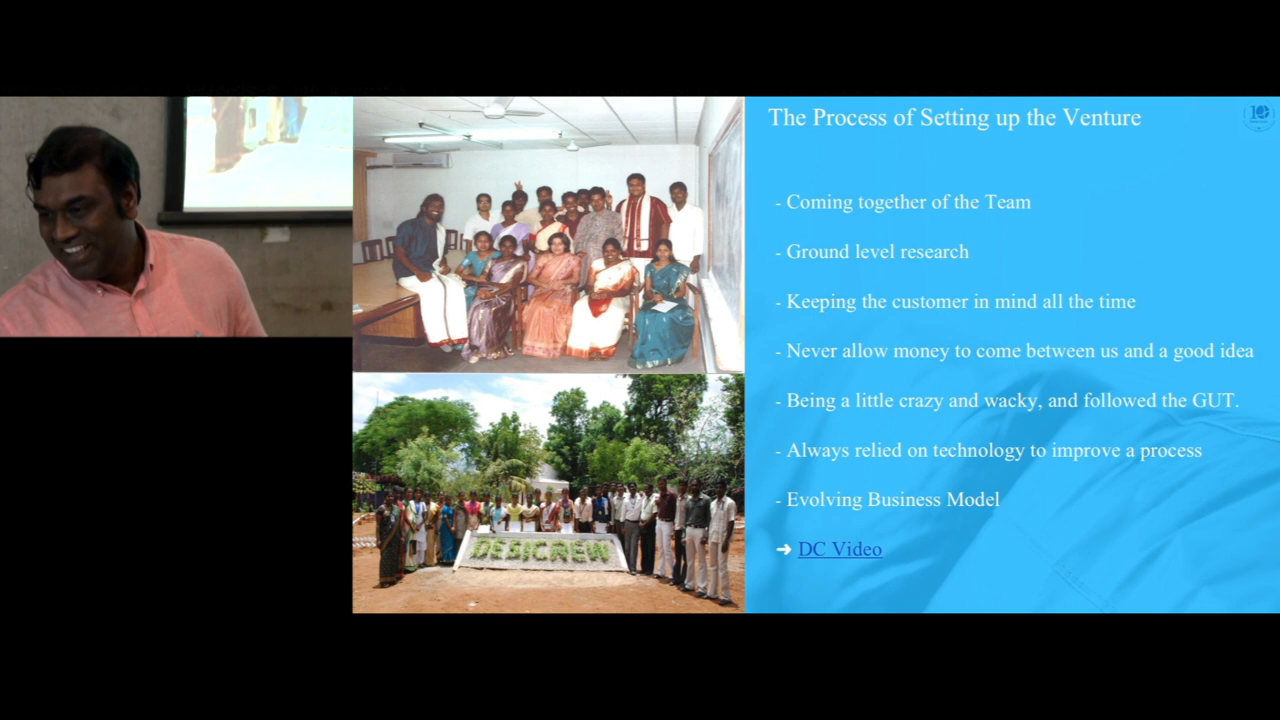 The Process of Setting up the Venture
- Coming together of the Team
- Ground level research
- Keeping the customer in mind all the time
- Never allow money to come between us and a good idea
- Being a little crazy and wacky, and followed the GUT.
- Always relied on technology to improve a process
- Evolving Business Model
➜ DC Video
DESICREW
10